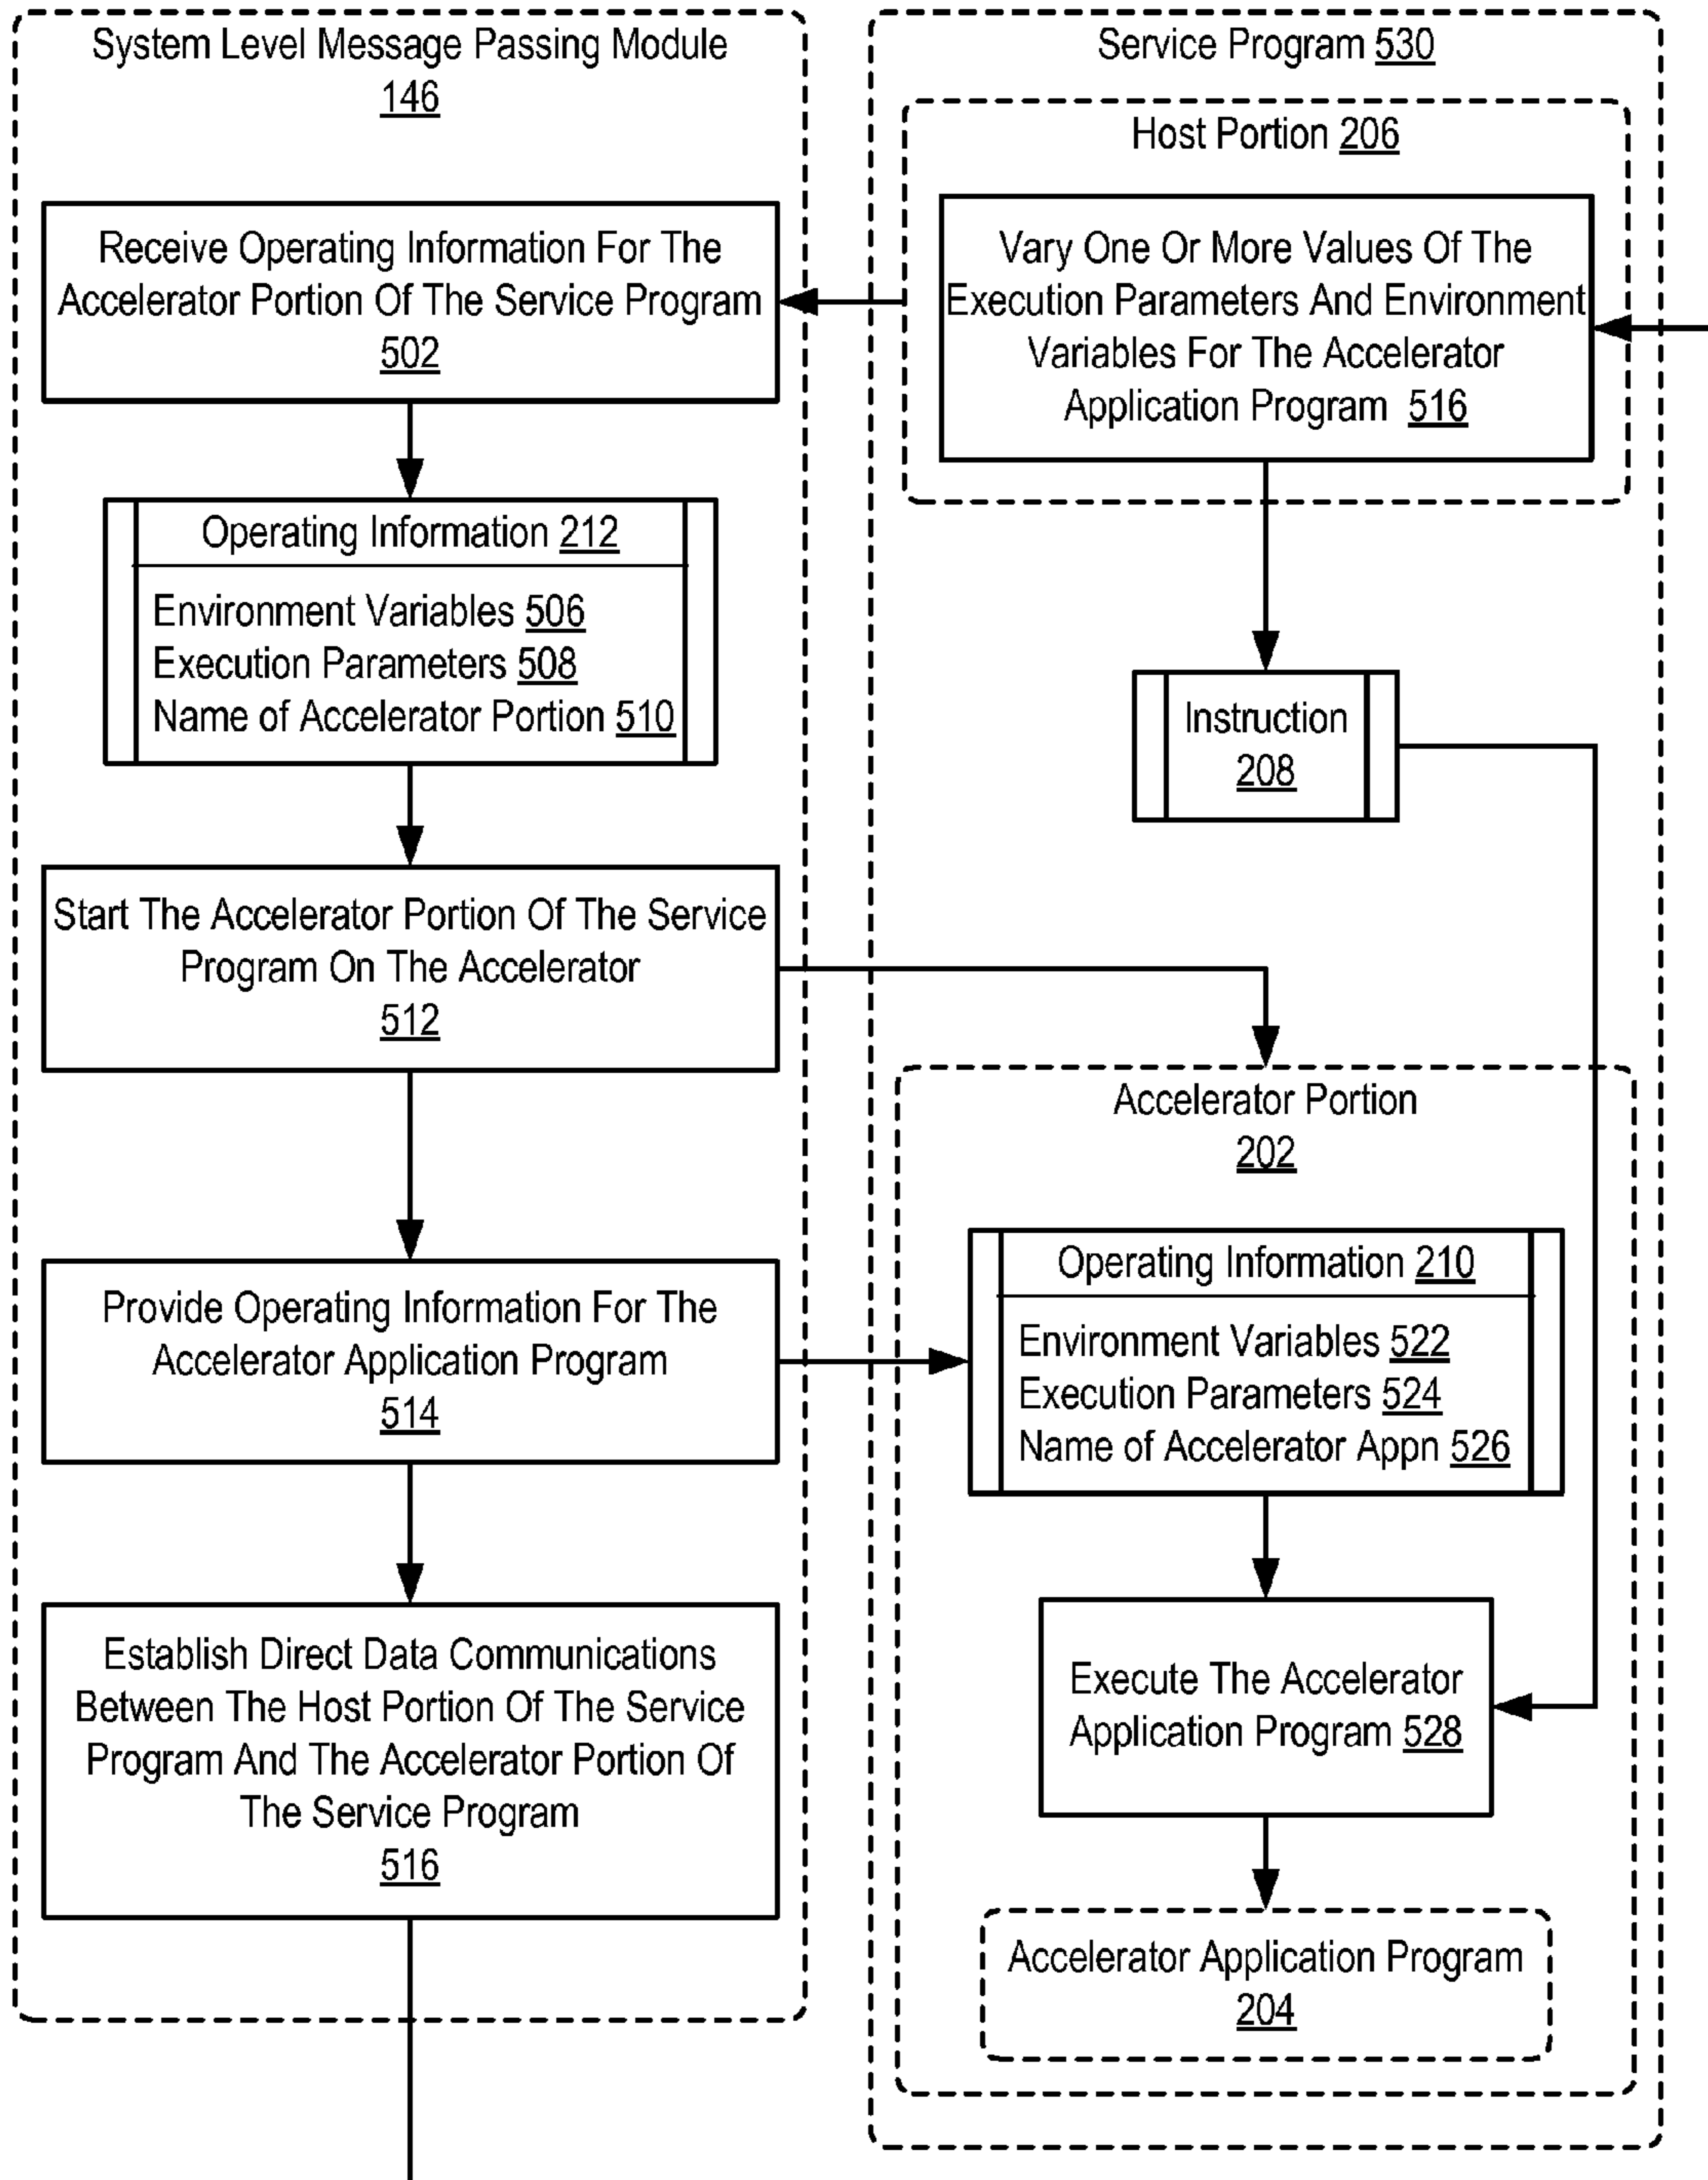 System Level Message Passing Module
146
Receive Operating Information For The
Accelerator Portion Of The Service Program
502
Operating Information 212
Environment Variables 506
Execution Parameters 508
Name of Accelerator Portion 510
Start The Accelerator Portion Of The Service
Program On The Accelerator
512
Provide Operating Information For The
Accelerator Application Program
514
Establish Direct Data Communications
Between The Host Portion Of The Service
Program And The Accelerator Portion Of
The Service Program
516
Service Program 530
Host Portion 206
Vary One Or More Values Of The
Execution Parameters And Environment
Variables For The Accelerator
Application Program 516
Instruction
208
Accelerator Portion
202
Operating Information 210
Environment Variables 522
Execution Parameters 524
Name of Accelerator Appn 526
Execute The Accelerator
Application Program 528
Accelerator Application Program
204